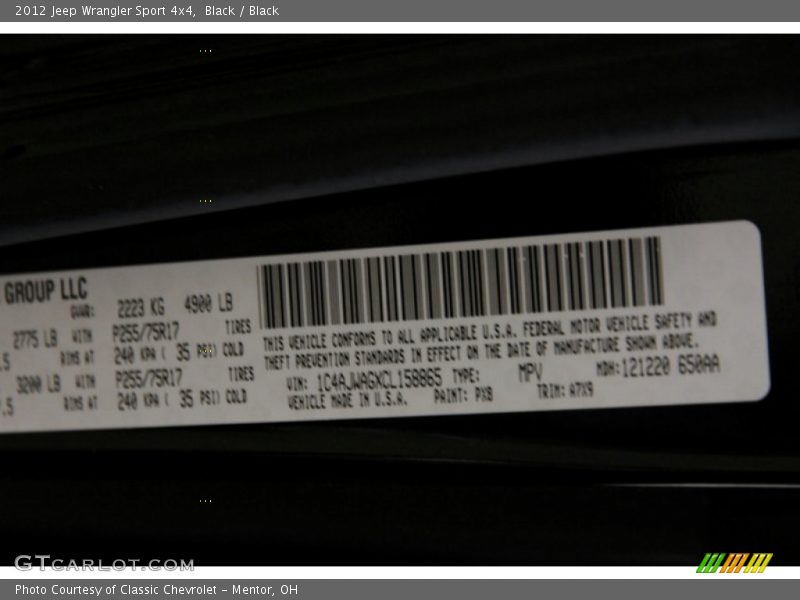 2012 Jeep Wrangler Sport 4x4,  Black / Black
GROUP LLC
GVWR: 2223 KG 4900 LB
2775 LB WITH P255/75R17 TIRES
.5 RIMS AT 240 KPA ( 35 PSI) COLD
3200 LB WITH P255/75R17 TIRES
.5 RIMS AT 240 KPA ( 35 PSI) COLD
THIS VEHICLE CONFORMS TO ALL APPLICABLE U.S.A. FEDERAL MOTOR VEHICLE SAFETY AND
THEFT PREVENTION STANDARDS IN EFFECT ON THE DATE OF MANUFACTURE SHOWN ABOVE.
VIN: 1C4AJWAGXCL158865 TYPE: MPV MDH: 121220 650AA
VEHICLE MADE IN U.S.A. PAINT: PX8 TRIM: A7X9
GTCARLOT.COM
Photo Courtesy of Classic Chevrolet - Mentor, OH